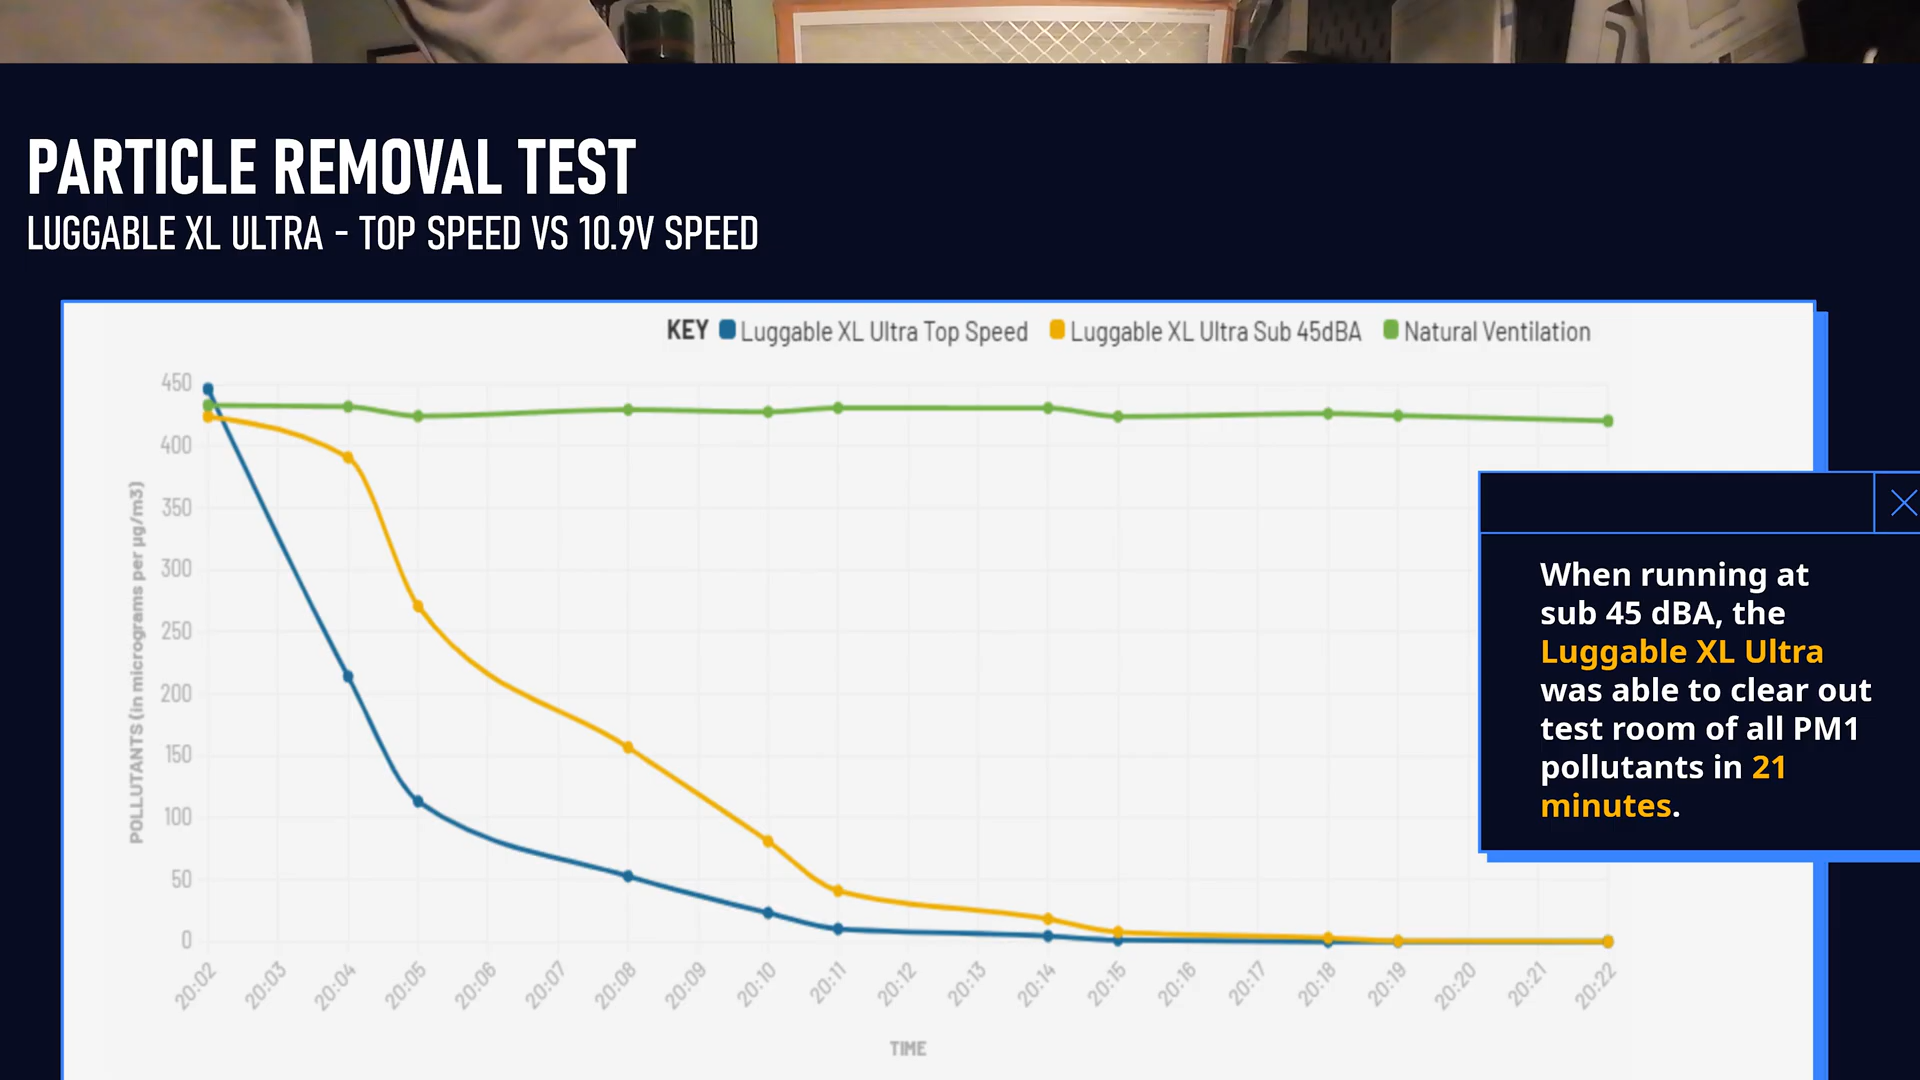 PARTICLE REMOVAL TEST
LUGGABLE XL ULTRA - TOP SPEED VS 10.9V SPEED
KEY Luggable XL Ultra Top Speed Luggable XL Ultra Sub 45dBA Natural Ventilation
450
400
350
300
250
200
150
100
50
0
POLLUTANTS (in micrograms per µg/m3)
20:02 20:03 20:04 20:05 20:06 20:07 20:08 20:09 20:10 20:11 20:12 20:13 20:14 20:15 20:16 20:17 20:18 20:19 20:20 20:21 20:22
TIME
When running at
sub 45 dBA, the
Luggable XL Ultra
was able to clear out
test room of all PM1
pollutants in 21
minutes.